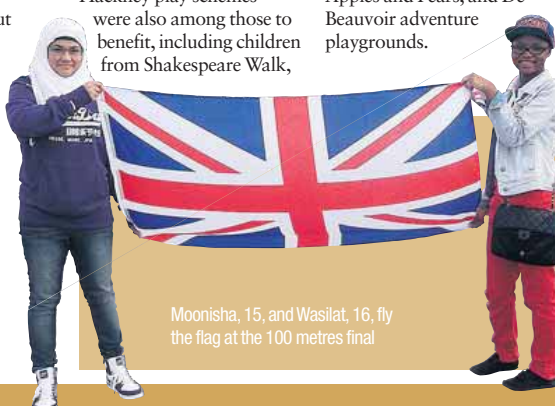 ut
Hackney play schemes
were also among those to
benefit, including children
from Shakespeare Walk,
Apples and Pears, and De
Beauvoir adventure
playgrounds.
Moonisha, 15, and Wasilat, 16, fly
the flag at the 100 metres final